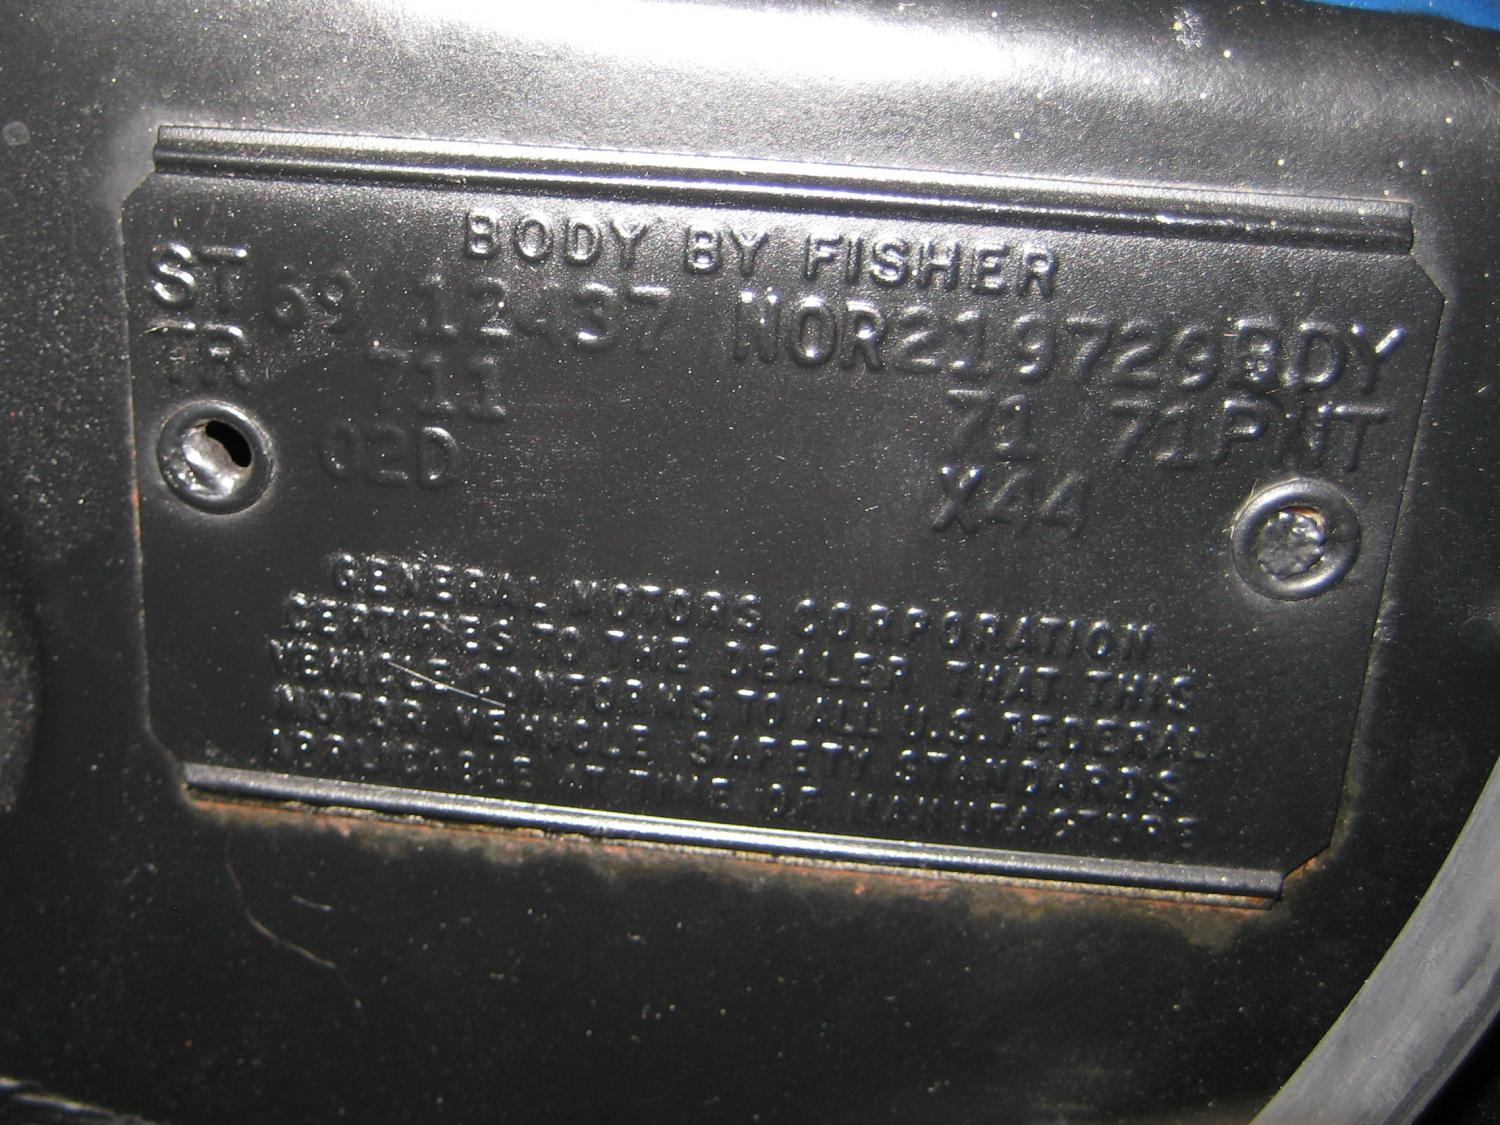 BODY BY FISHER
ST 69 12437 NOR219729BDY
TR 711 71 71PNT
02D X44
GENERAL MOTORS CORPORATION
CERTIFIES TO THE DEALER THAT THIS
VEHICLE CONFORMS TO ALL U.S. FEDERAL
MOTOR VEHICLE SAFETY STANDARDS
APPLICABLE AT TIME OF MANUFACTURE